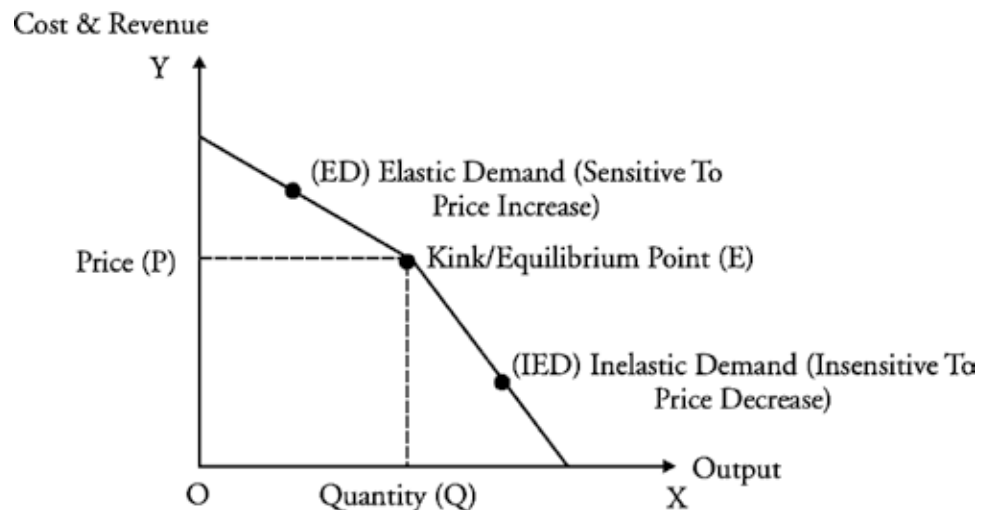 Cost & Revenue
Y
(ED) Elastic Demand (Sensitive To
Price Increase)
Price (P)
Kink/Equilibrium Point (E)
(IED) Inelastic Demand (Insensitive To
Price Decrease)
Output
O
Quantity (Q)
X